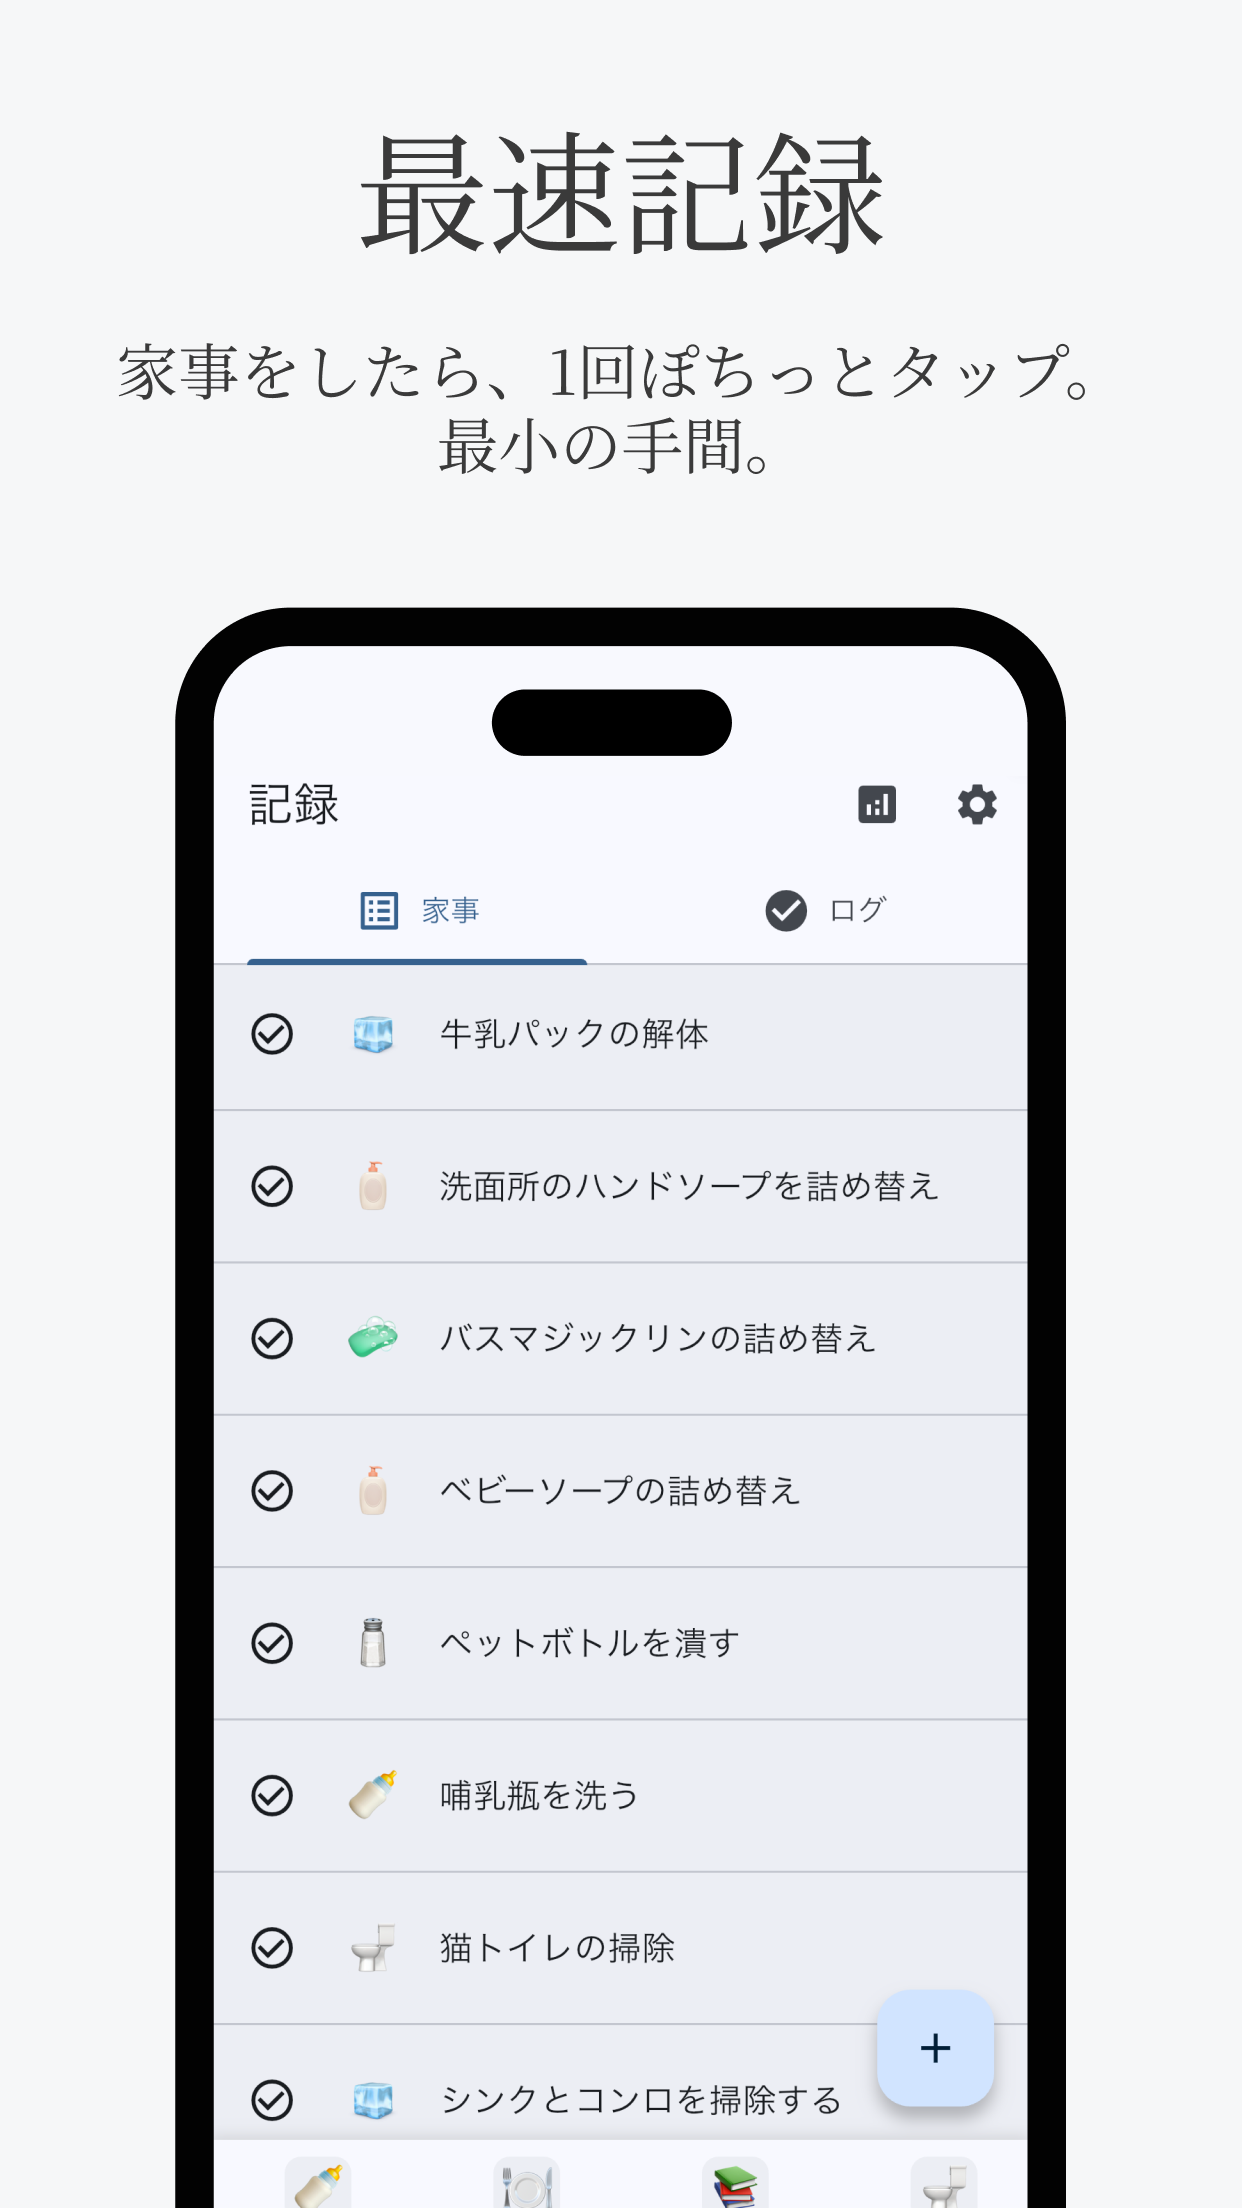 最速記録
家事をしたら、1回ぽちっとタップ。
最小の手間。
記録
家事
ログ
牛乳パックの解体
洗面所のハンドソープを詰め替え
バスマジックリンの詰め替え
ベビーソープの詰め替え
ペットボトルを潰す
哺乳瓶を洗う
猫トイレの掃除
シンクとコンロを掃除する